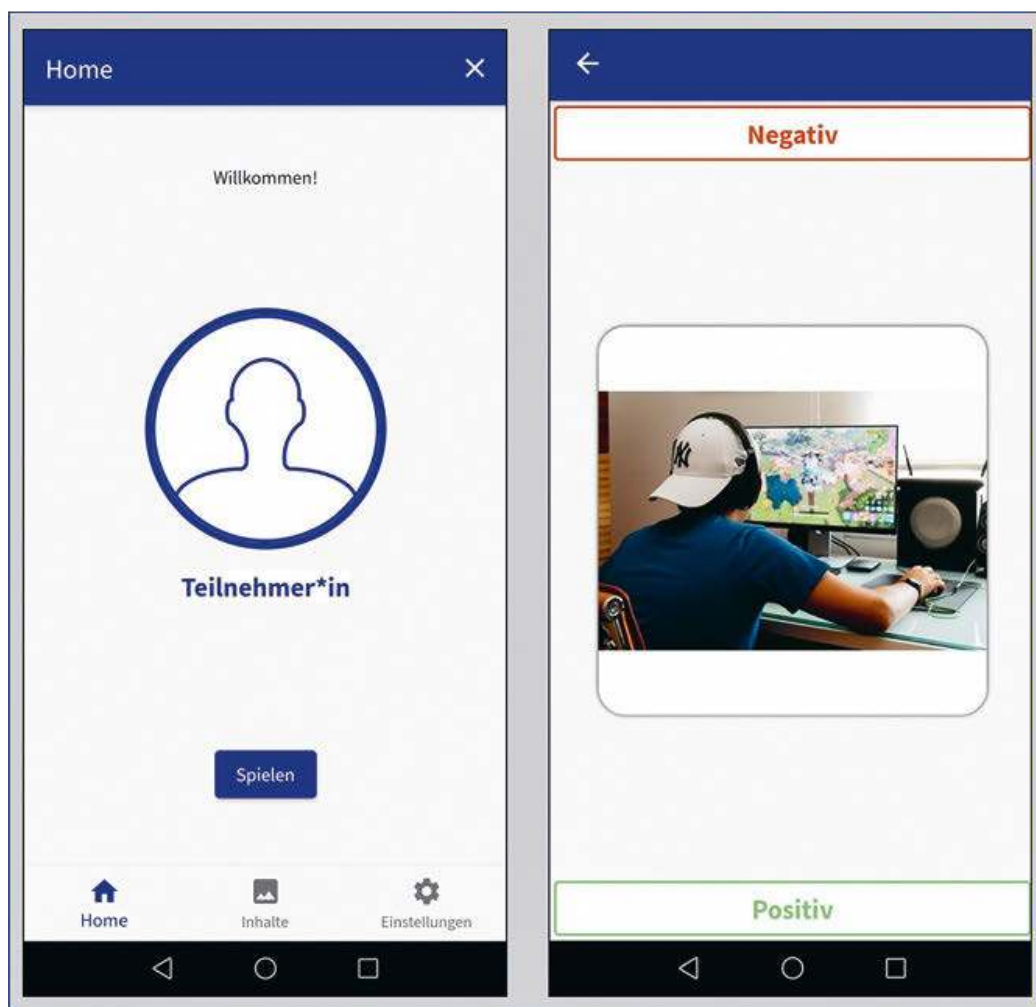 Home
Willkommen!
Teilnehmer*in
Spielen
Home
Inhalte
Einstellungen
Negativ
Positiv